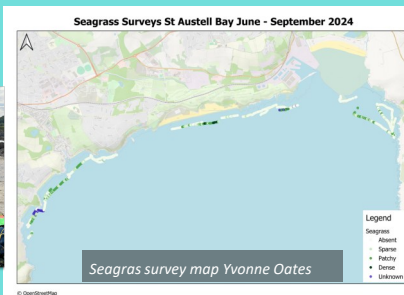 Seagrass Surveys St Austell Bay June - September 2024
Legend
Seagrass
Absent
Sparse
Patchy
Dense
Unknown
Seagras survey map Yvonne Oates
© OpenStreetMap